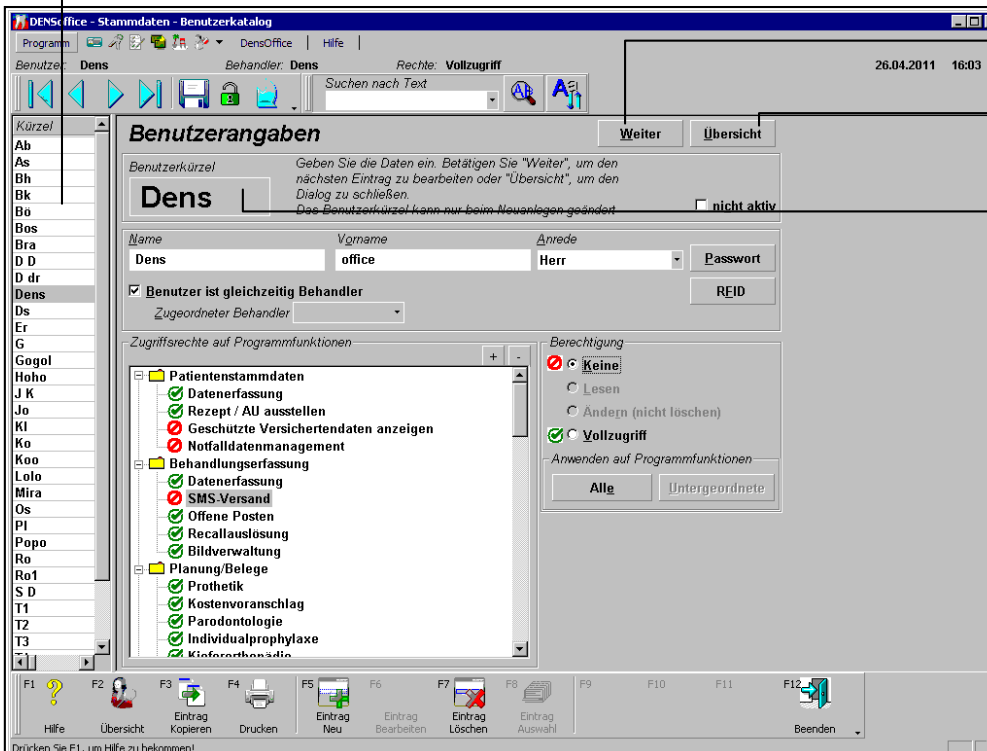 DENSoffice - Stammdaten - Benutzerkatalog
Programm DensOffice Hilfe
Benutzer: Dens Behandler: Dens Rechte: Vollzugriff 26.04.2011 16:03
Suchen nach Text
Kürzel
Ab
As
Bh
Bk
Bö
Bos
Bra
D D
D dr
Dens
Ds
Er
G
Gogol
Hoho
J K
Jo
Kl
Ko
Koo
Lolo
Mira
Os
Pl
Popo
Ro
Ro1
S D
T1
T2
T3
Benutzerangaben
Weiter Übersicht
Benutzerkürzel
Dens
Geben Sie die Daten ein. Betätigen Sie "Weiter", um den
nächsten Eintrag zu bearbeiten oder "Übersicht", um den
Dialog zu schließen.
Das Benutzerkürzel kann nur beim Neuanlegen geändert
nicht aktiv
Name Vorname Anrede
Dens office Herr Passwort
Benutzer ist gleichzeitig Behandler RFID
Zugeordneter Behandler
Zugriffsrechte auf Programmfunktionen
+ -
Patientenstammdaten
Datenerfassung
Rezept / AU ausstellen
Geschützte Versichertendaten anzeigen
Notfalldatenmanagement
Behandlungserfassung
Datenerfassung
SMS-Versand
Offene Posten
Recallauslösung
Bildverwaltung
Planung/Belege
Prothetik
Kostenvoranschlag
Parodontologie
Individualprophylaxe
Kieferorthopädie
Berechtigung
Keine
Lesen
Ändern (nicht löschen)
Vollzugriff
Anwenden auf Programmfunktionen
Alle Untergeordnete
F1 Hilfe
F2 Übersicht
F3 Eintrag Kopieren
F4 Drucken
F5 Eintrag Neu
F6 Eintrag Bearbeiten
F7 Eintrag Löschen
F8 Eintrag Auswahl
F9
F10
F11
F12 Beenden
Drücken Sie F1, um Hilfe zu bekommen!